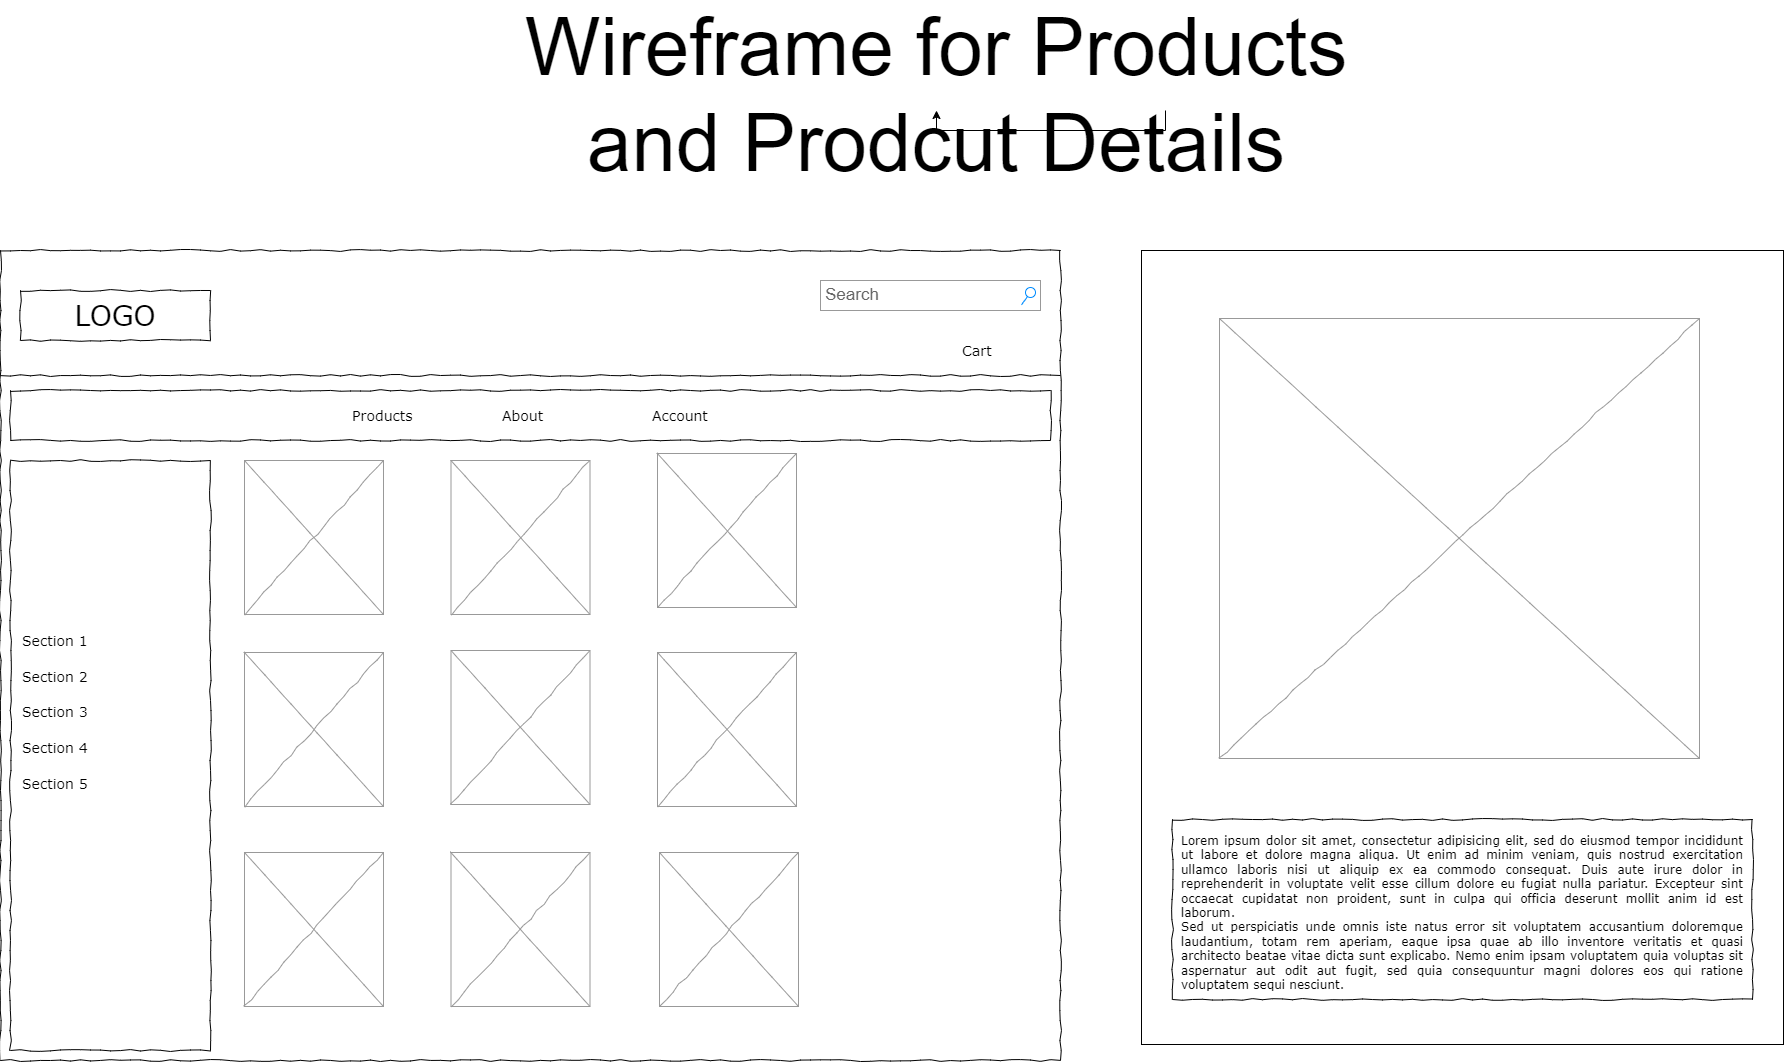 Wireframe for Products
and Prodcut Details
LOGO
Search
Cart
Products About Account
Section 1
Section 2
Section 3
Section 4
Section 5
Lorem ipsum dolor sit amet, consectetur adipisicing elit, sed do eiusmod tempor incididunt
ut labore et dolore magna aliqua. Ut enim ad minim veniam, quis nostrud exercitation
ullamco laboris nisi ut aliquip ex ea commodo consequat. Duis aute irure dolor in
reprehenderit in voluptate velit esse cillum dolore eu fugiat nulla pariatur. Excepteur sint
occaecat cupidatat non proident, sunt in culpa qui officia deserunt mollit anim id est
laborum.
Sed ut perspiciatis unde omnis iste natus error sit voluptatem accusantium doloremque
laudantium, totam rem aperiam, eaque ipsa quae ab illo inventore veritatis et quasi
architecto beatae vitae dicta sunt explicabo. Nemo enim ipsam voluptatem quia voluptas sit
aspernatur aut odit aut fugit, sed quia consequuntur magni dolores eos qui ratione
voluptatem sequi nesciunt.